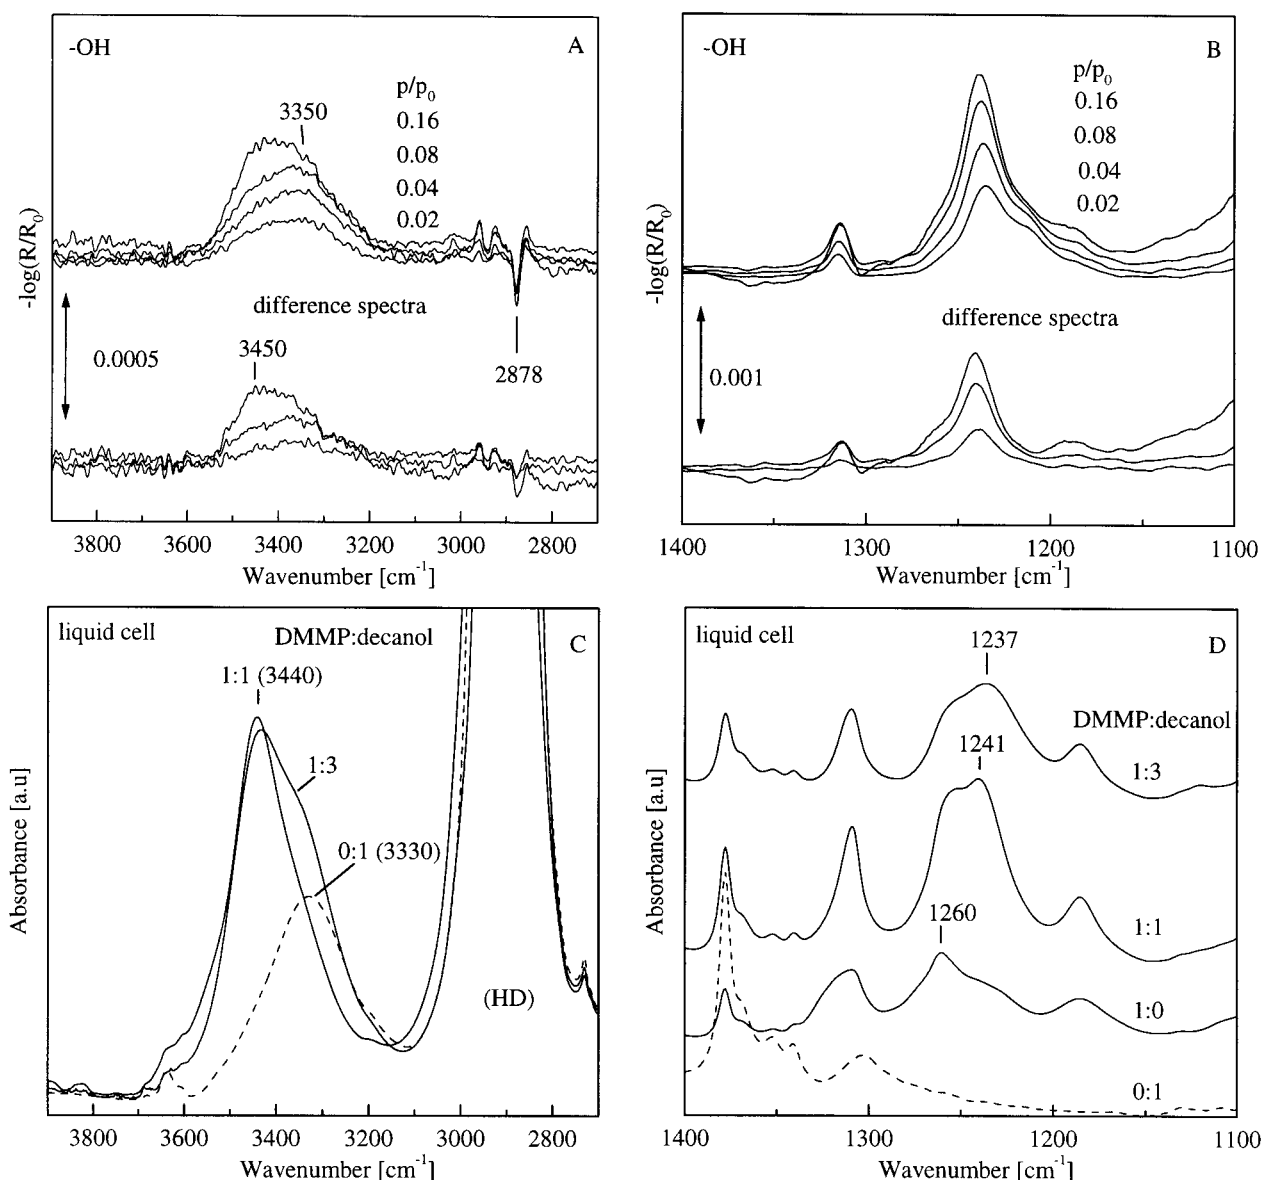 -OH
A
p/p₀
3350
0.16
0.08
0.04
0.02
-log(R/R₀)
difference spectra
0.0005
3450
2878
3800 3600 3400 3200 3000 2800
Wavenumber [cm⁻¹]
-OH
B
p/p₀
0.16
0.08
0.04
0.02
-log(R/R₀)
difference spectra
0.001
1400 1300 1200 1100
Wavenumber [cm⁻¹]
liquid cell
DMMP:decanol
C
1:1 (3440)
1:3
0:1 (3330)
(HD)
Absorbance [a.u]
3800 3600 3400 3200 3000 2800
Wavenumber [cm⁻¹]
liquid cell
1237
D
DMMP:decanol
1241
1:3
1260
1:1
1:0
0:1
Absorbance [a.u]
1400 1300 1200 1100
Wavenumber [cm⁻¹]